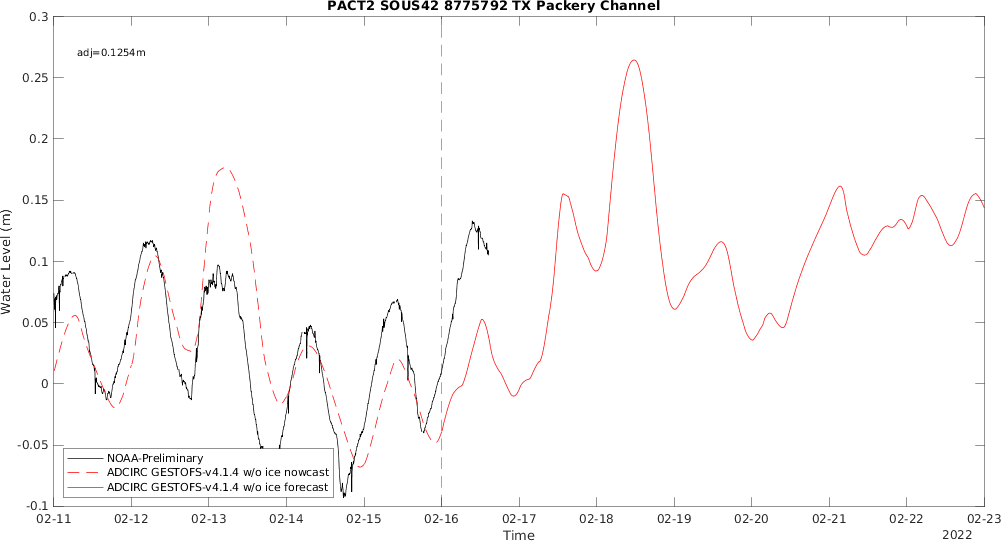 PACT2 SOUS42 8775792 TX Packery Channel
adj=0.1254m
0.3
0.25
0.2
0.15
0.1
0.05
0
-0.05
-0.1
Water Level (m)
NOAA-Preliminary
ADCIRC GESTOFS-v4.1.4 w/o ice nowcast
ADCIRC GESTOFS-v4.1.4 w/o ice forecast
02-11 02-12 02-13 02-14 02-15 02-16 02-17 02-18 02-19 02-20 02-21 02-22 02-23
Time
2022